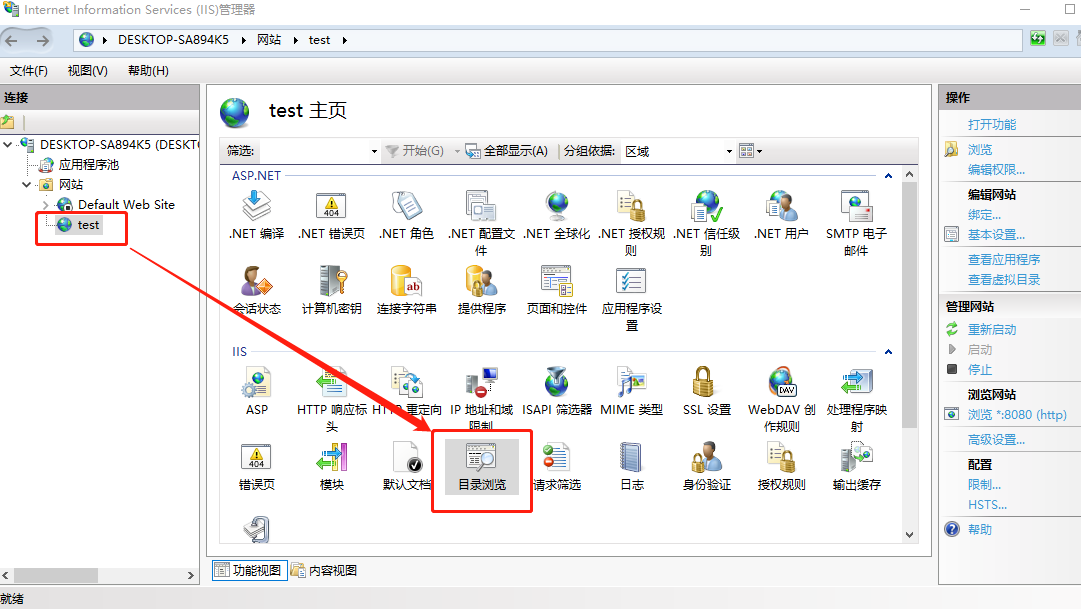 Internet Information Services (IIS)管理器
DESKTOP-SA894K5 网站 test
文件(F) 视图(V) 帮助(H)
连接
DESKTOP-SA894K5 (DESKT
应用程序池
网站
Default Web Site
test
test 主页
筛选: 开始(G) 全部显示(A) 分组依据: 区域
ASP.NET
.NET 编译 .NET 错误页 .NET 角色 .NET 配置文 .NET 全球化 .NET 授权规 .NET 信任级 .NET 用户 SMTP 电子
件 则 别 邮件
会话状态 计算机密钥 连接字符串 提供程序 页面和控件 应用程序设
置
IIS
ASP HTTP 响应标 HTTP 重定向 IP 地址和域 ISAPI 筛选器 MIME 类型 SSL 设置 WebDAV 创 处理程序映
头 限制 作规则 射
错误页 模块 默认文档 目录浏览 请求筛选 日志 身份验证 授权规则 输出缓存
功能视图 内容视图
操作
打开功能
浏览
编辑权限...
编辑网站
绑定...
基本设置...
查看应用程序
查看虚拟目录
管理网站
重新启动
启动
停止
浏览网站
浏览 *:8080 (http)
高级设置...
配置
限制...
HSTS...
帮助
就绪